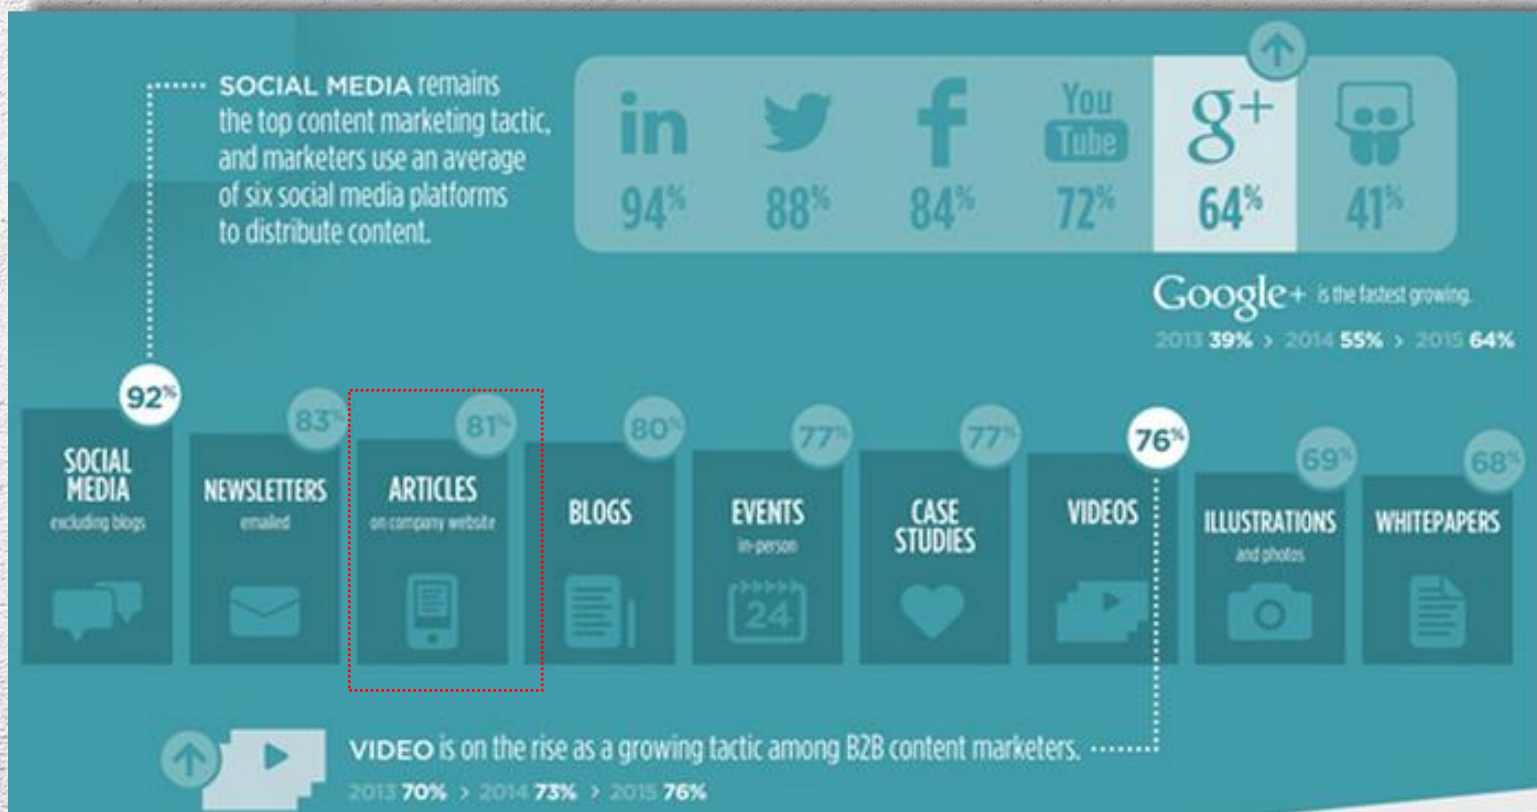 SOCIAL MEDIA remains
the top content marketing tactic,
and marketers use an average
of six social media platforms
to distribute content.
in
f
You
Tube
g+
94%
88%
84%
72%
64%
41%
Google+ is the fastest growing.
2013 39% > 2014 55% > 2015 64%
92%
83%
81%
80%
77%
77%
76%
69%
68%
SOCIAL
MEDIA
excluding blogs
NEWSLETTERS
emailed
ARTICLES
on company website
BLOGS
EVENTS
in-person
24
CASE
STUDIES
VIDEOS
ILLUSTRATIONS
and photos
WHITEPAPERS
VIDEO is on the rise as a growing tactic among B2B content marketers.
2013 70% > 2014 73% > 2015 76%